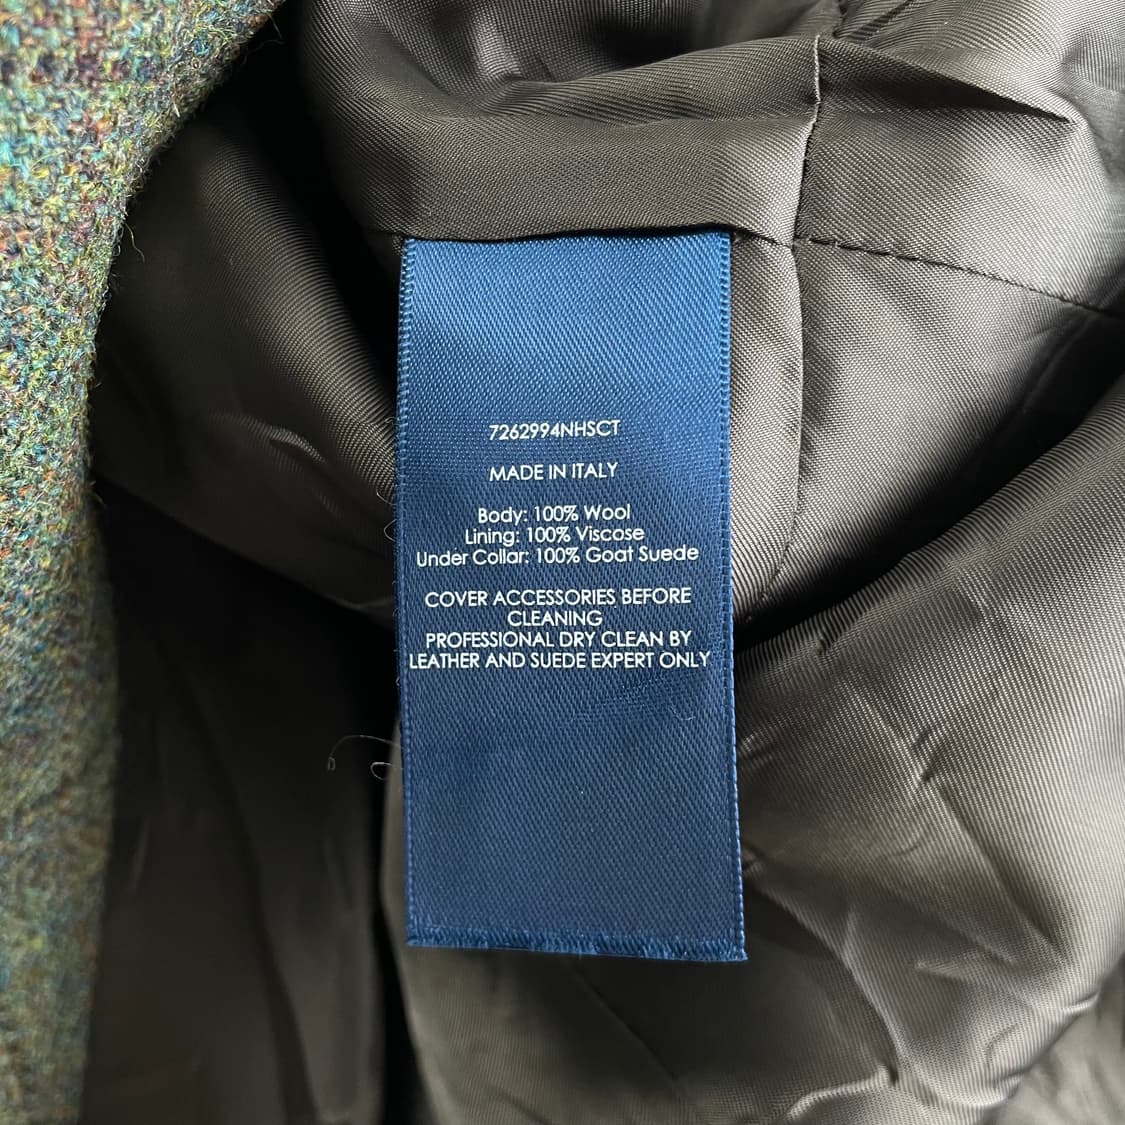 7262994NHSCT
MADE IN ITALY
Body: 100% Wool
Lining: 100% Viscose
Under Collar: 100% Goat Suede
COVER ACCESSORIES BEFORE
CLEANING
PROFESSIONAL DRY CLEAN BY
LEATHER AND SUEDE EXPERT ONLY